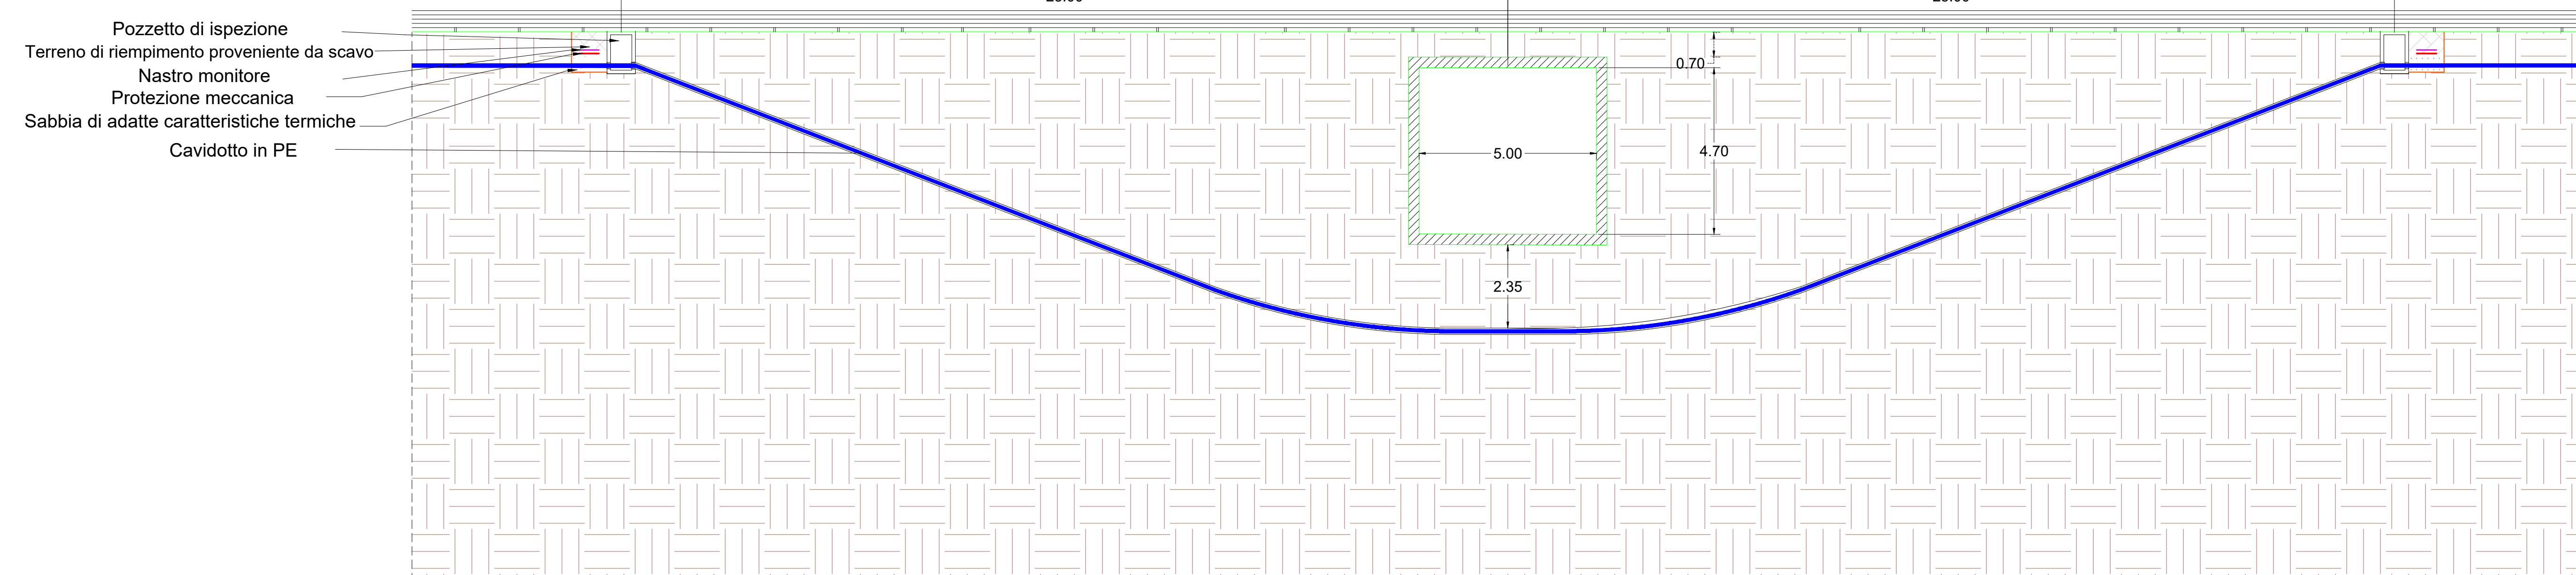 Pozzetto di ispezione
Terreno di riempimento proveniente da scavo
Nastro monitore
Protezione meccanica
Sabbia di adatte caratteristiche termiche
Cavidotto in PE
0.70
4.70
5.00
2.35